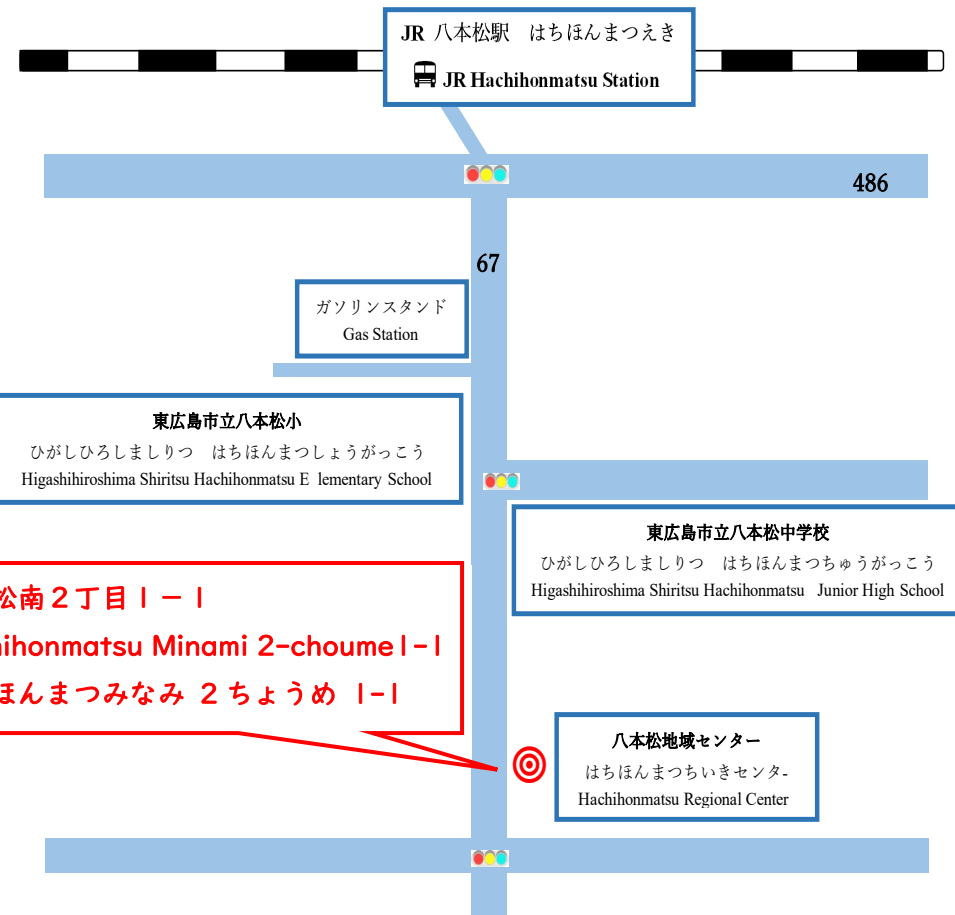 JR 八本松駅　はちほんまつえき
JR Hachihonmatsu Station
486
67
ガソリンスタンド
Gas Station
東広島市立八本松小
ひがしひろしましりつ　はちほんまつしょうがっこう
Higashihiroshima Shiritsu Hachihonmatsu E lementary School
東広島市立八本松中学校
ひがしひろしましりつ　はちほんまつちゅうがっこう
Higashihiroshima Shiritsu Hachihonmatsu Junior High School
松南２丁目１－１
hihonmatsu Minami 2-choume1-1
ほんまつみなみ ２ちょうめ 1-1
八本松地域センター
はちほんまつちいきセンタ-
Hachihonmatsu Regional Center